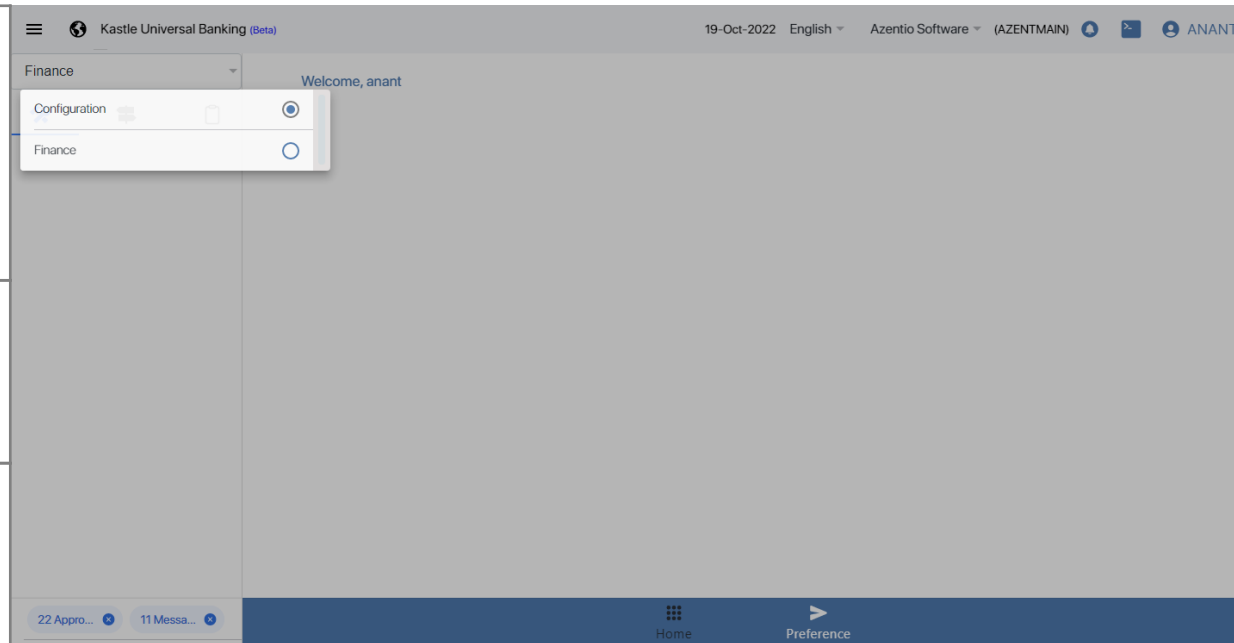 Kastle Universal Banking (Beta)
19-Oct-2022 English Azentio Software (AZENTMAIN) ANANT
Finance
Welcome, anant
Configuration
Finance
22 Appro... 11 Messa...
Home Preference